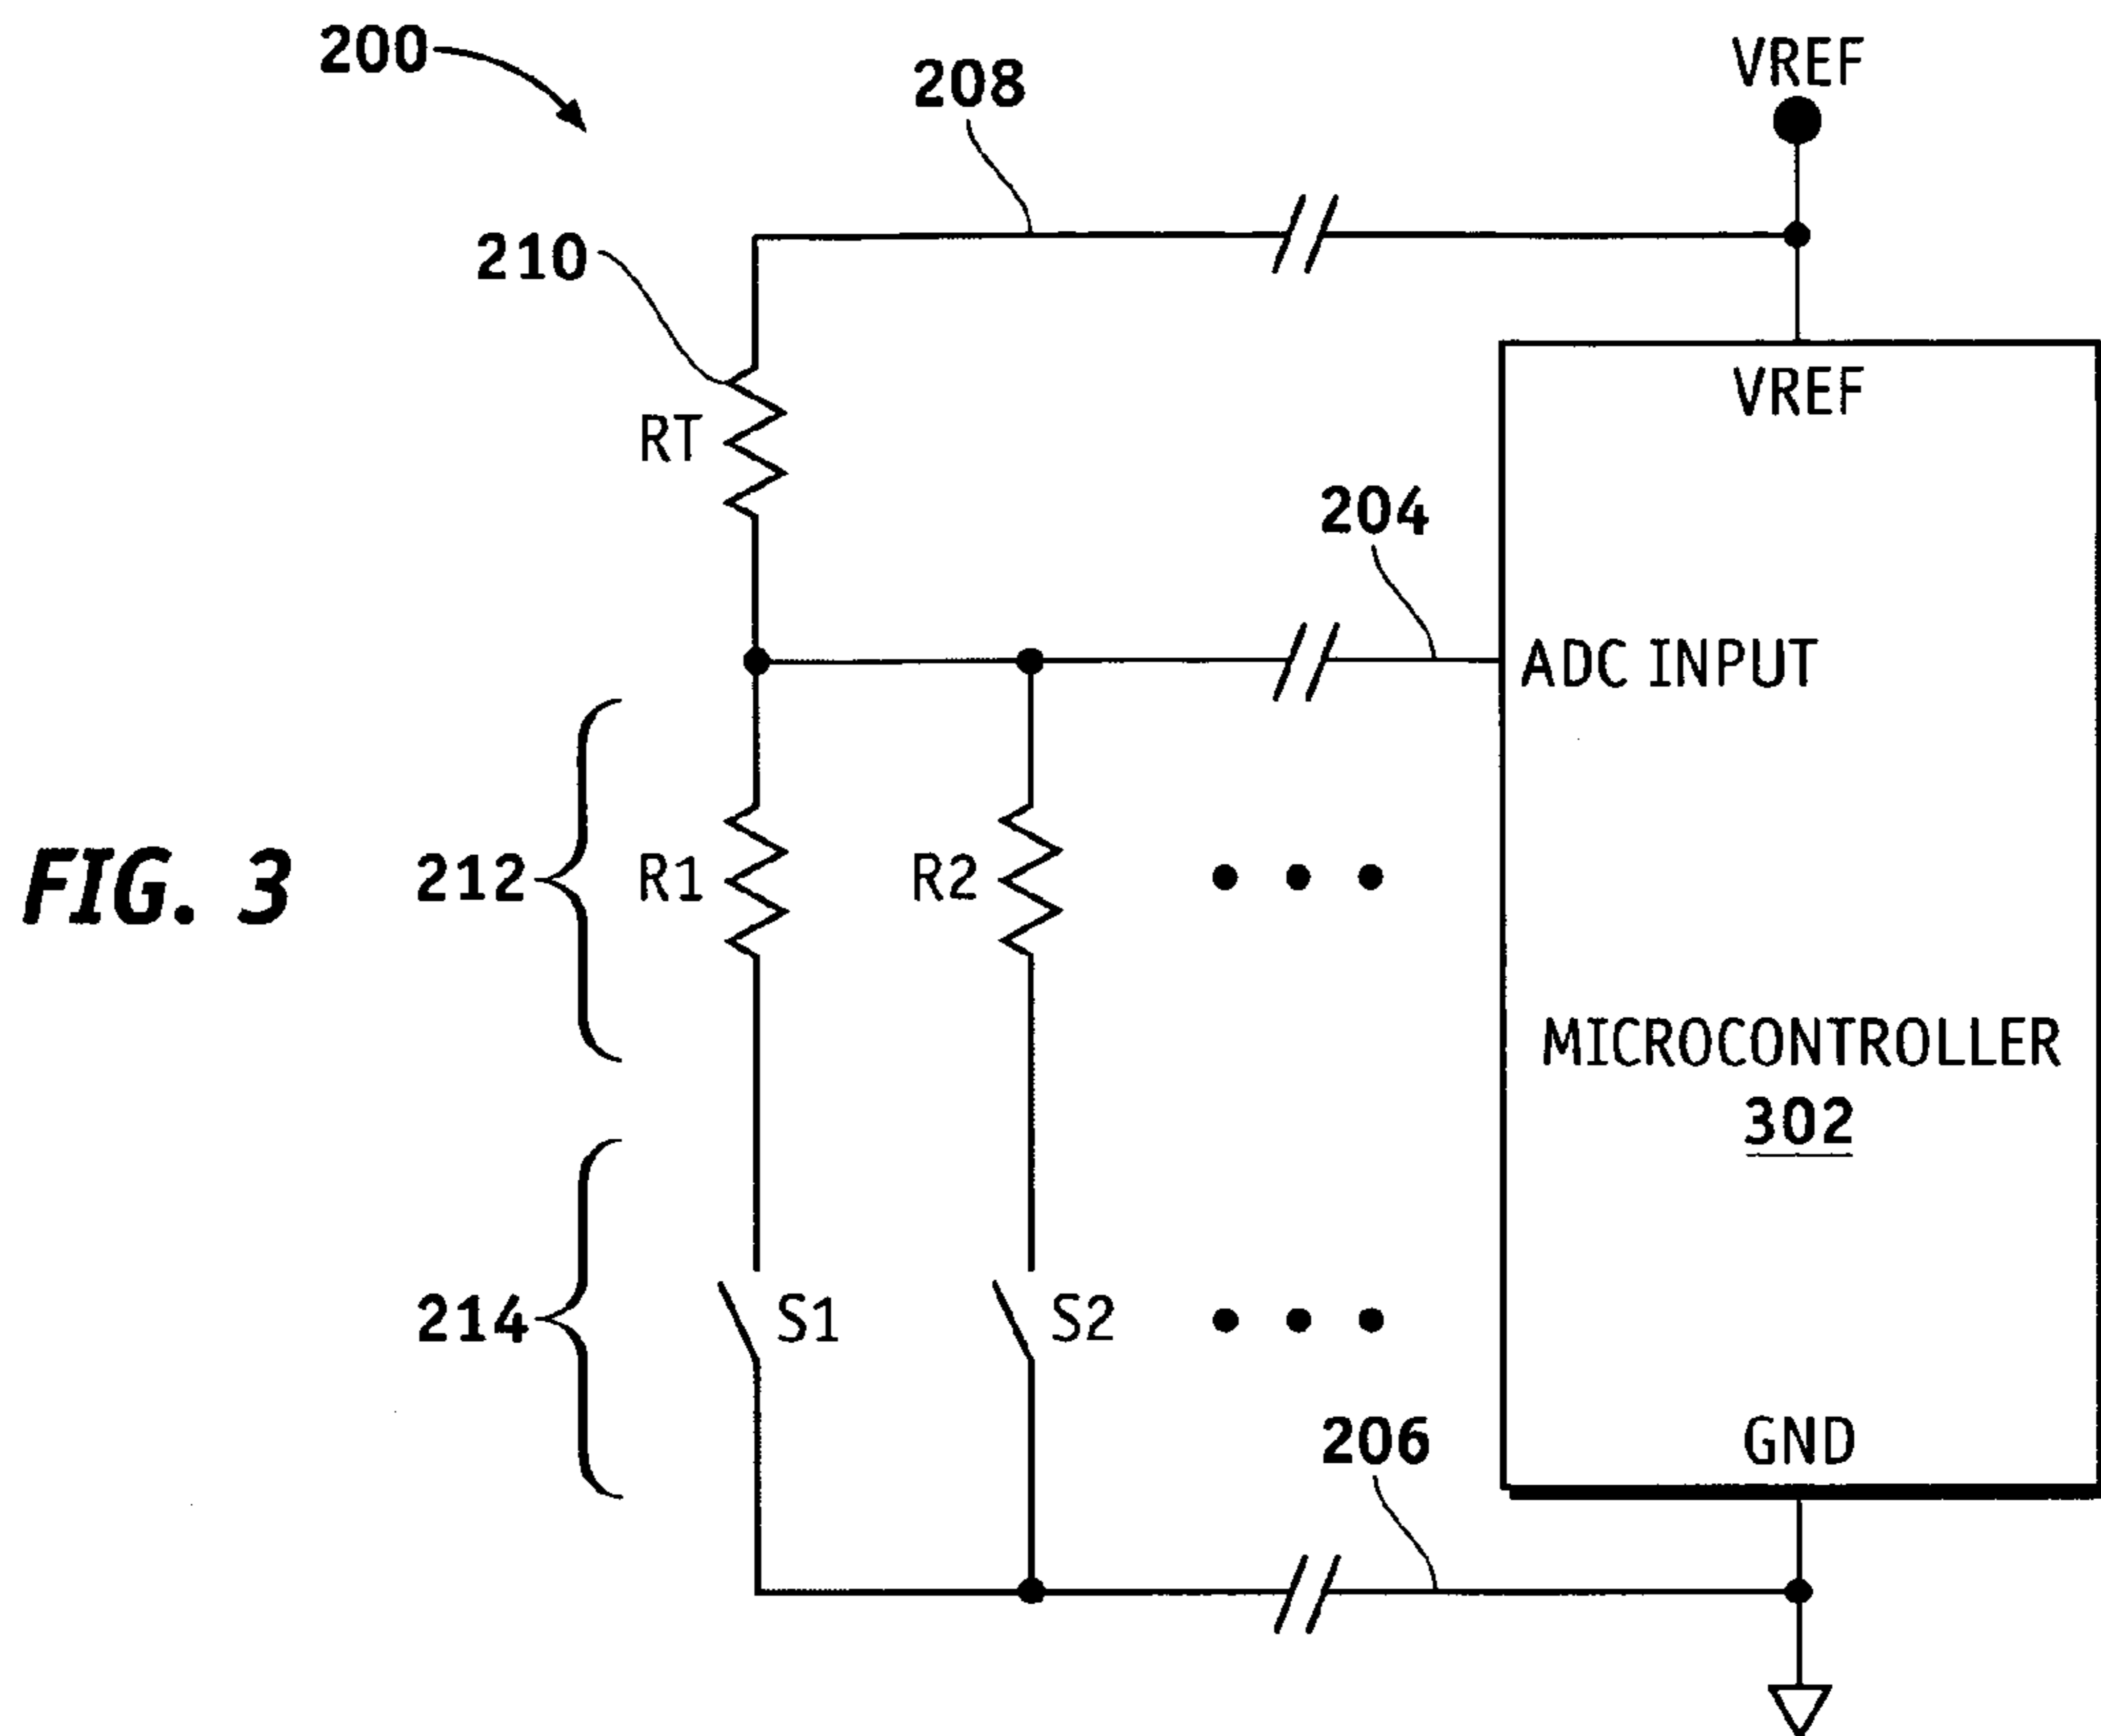 200
208
VREF
210
VREF
RT
204
ADC INPUT
FIG. 3
212
R1
R2
MICROCONTROLLER
302
214
S1
S2
206
GND